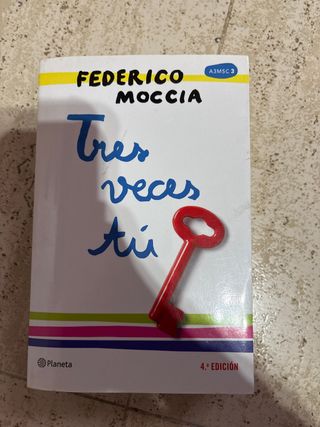 FEDERICO
MOCCIA
A3MSC 3
Tres
veces
tú
Planeta
4.ª EDICIÓN